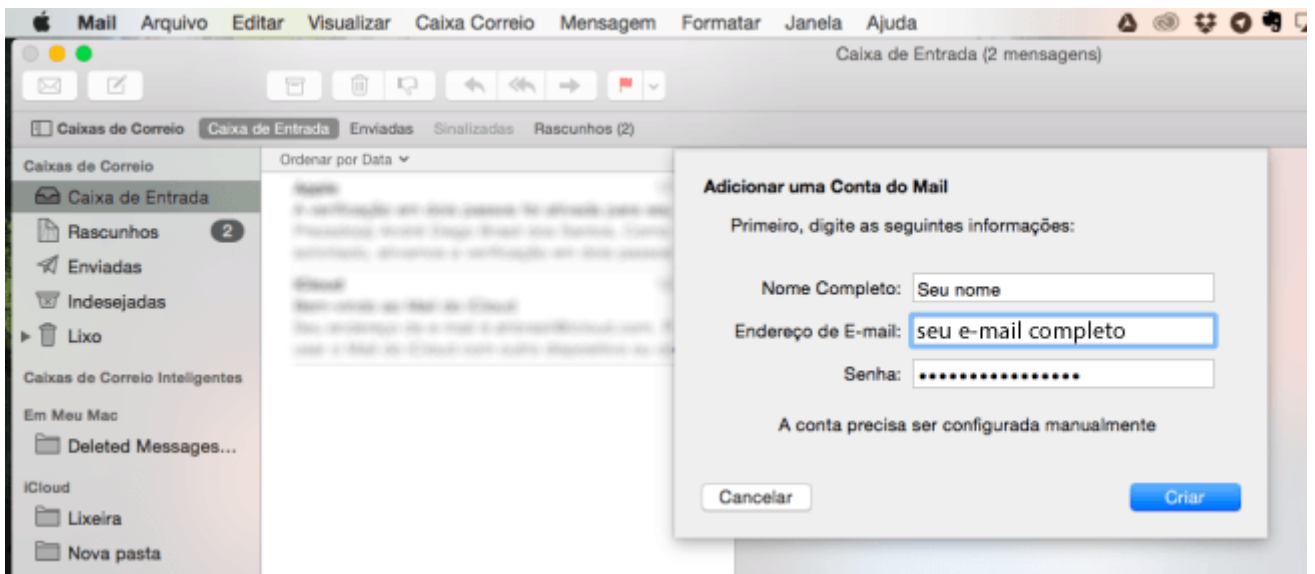 Mail Arquivo Editar Visualizar Caixa Correio Mensagem Formatar Janela Ajuda
Caixa de Entrada (2 mensagens)
Caixas de Correio Caixa de Entrada Enviadas Sinalizadas Rascunhos (2)
Caixas de Correio
Caixa de Entrada
Rascunhos 2
Enviadas
Indesejadas
Lixo
Caixas de Correio Inteligentes
Em Meu Mac
Deleted Messages...
iCloud
Lixeira
Nova pasta
Ordenar por Data
Adicionar uma Conta do Mail
Primeiro, digite as seguintes informações:
Nome Completo: Seu nome
Endereço de E-mail: seu e-mail completo
Senha: ••••••••••••••••
A conta precisa ser configurada manualmente
Cancelar Criar